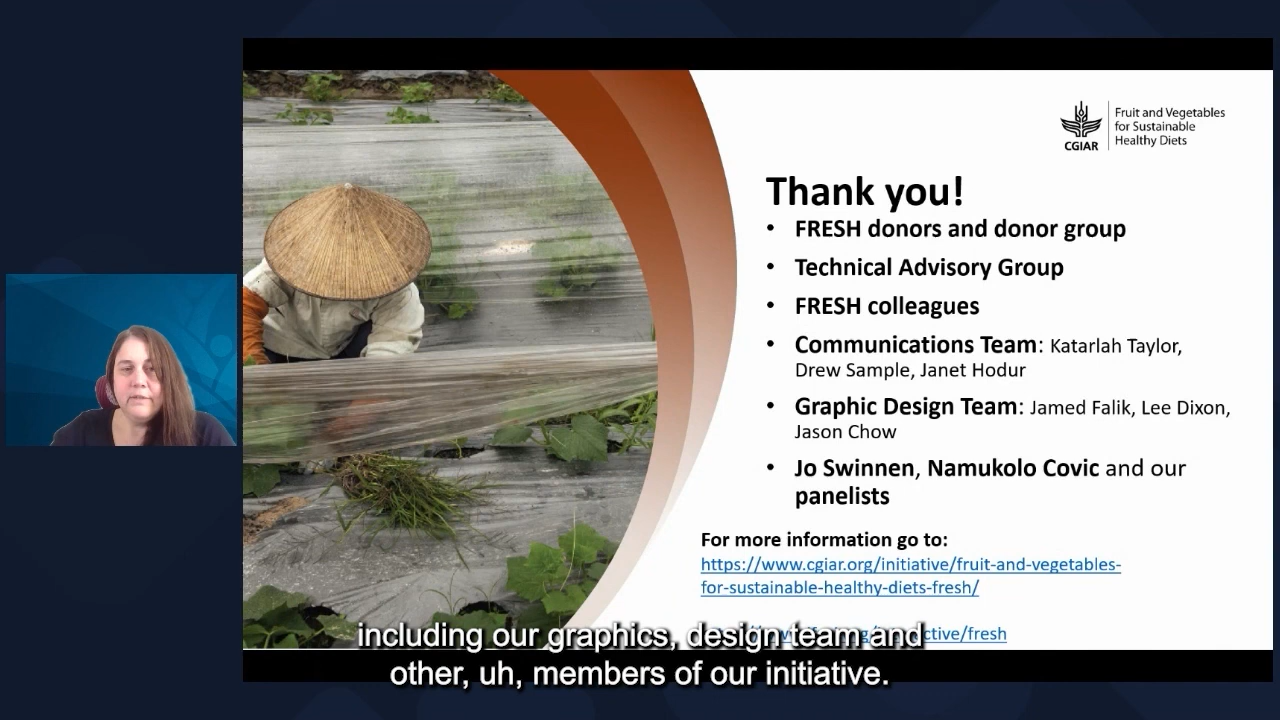 Fruit and Vegetables
for Sustainable
Healthy Diets
CGIAR
Thank you!
• FRESH donors and donor group
• Technical Advisory Group
• FRESH colleagues
• Communications Team: Katarlah Taylor,
Drew Sample, Janet Hodur
• Graphic Design Team: Jamed Falik, Lee Dixon,
Jason Chow
• Jo Swinnen, Namukolo Covic and our
panelists
For more information go to:
https://www.cgiar.org/initiative/fruit-and-vegetables-
for-sustainable-healthy-diets-fresh/
/fresh
including our graphics, design team and
other, uh, members of our initiative.